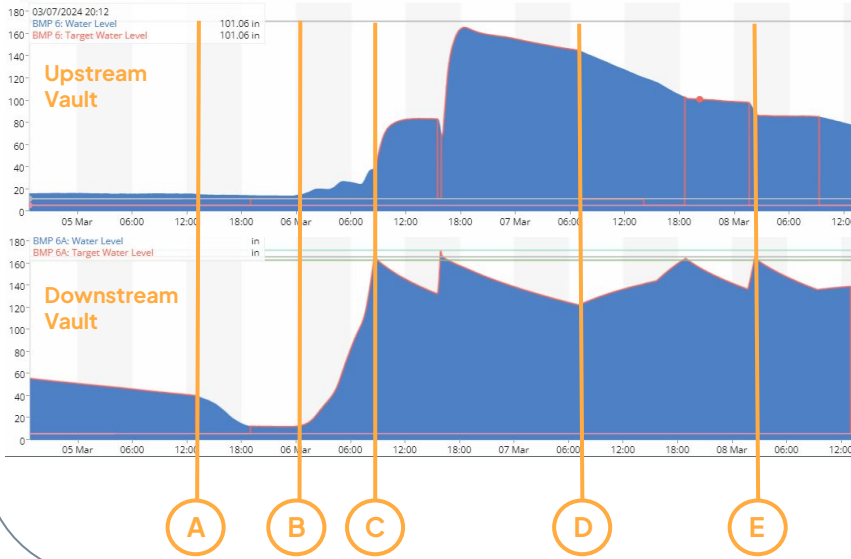 180
03/07/2024 20:12
BMP 6: Water Level 101.06 in
BMP 6: Target Water Level 101.06 in
160
140
Upstream
Vault
120
100
80
60
40
20
0
05 Mar 06:00 12:00 18:00 06 Mar 06:00 12:00 18:00 07 Mar 06:00 12:00 18:00 08 Mar 06:00 12:0
180
BMP 6A: Water Level in
BMP 6A: Target Water Level in
160
140
Downstream
Vault
120
100
80
60
40
20
0
05 Mar 06:00 12:00 18:00 06 Mar 06:00 12:00 18:00 07 Mar 06:00 12:00 18:00 08 Mar 06:00 12:0
A B C D E